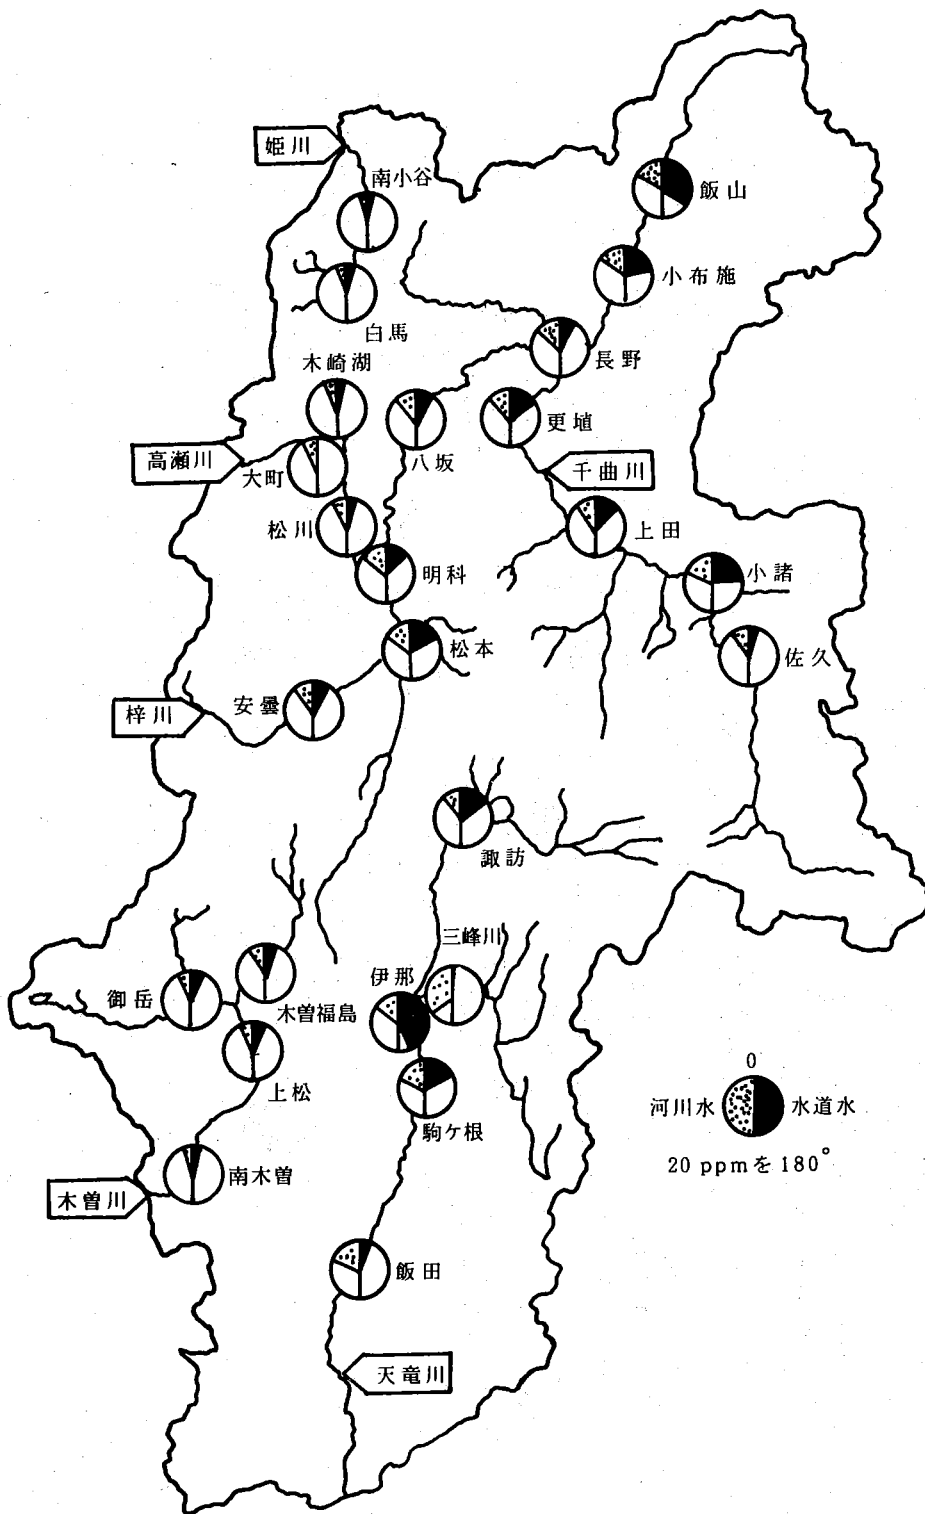 姫川
南小谷
飯山
小布施
白馬
長野
木崎湖
更埴
八坂
高瀬川
大町
千曲川
松川
上田
明科
小諸
松本
佐久
安曇
梓川
諏訪
三峰川
伊那
御岳
木曽福島
上松
駒ケ根
0
河川水 水道水
20 ppmを180°
南木曽
木曽川
飯田
天竜川